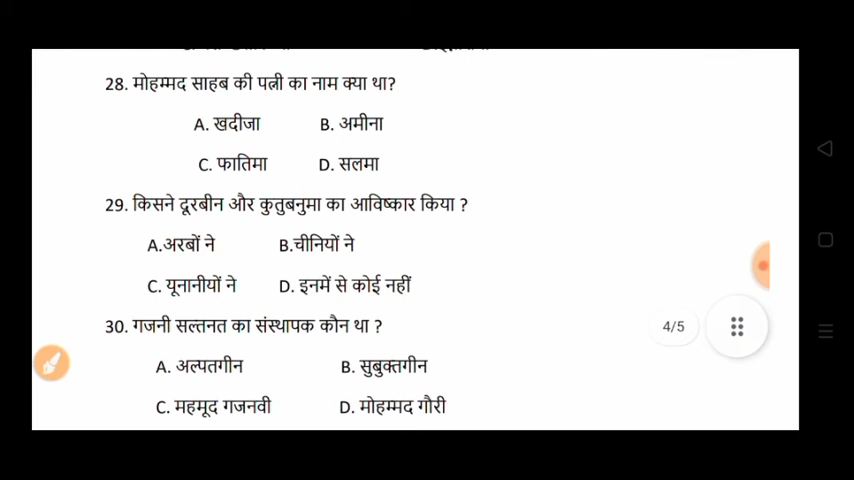 28. मोहम्मद साहब की पत्नी का नाम क्या था?
A. खदीजा B. अमीना
C. फातिमा D. सलमा
29. किसने दूरबीन और कुतुबनुमा का आविष्कार किया ?
A.अरबों ने B.चीनियों ने
C. यूनानीयों ने D. इनमें से कोई नहीं
30. गजनी सल्तनत का संस्थापक कौन था ?
4/5
A. अल्पतगीन B. सुबुक्तगीन
C. महमूद गजनवी D. मोहम्मद गौरी